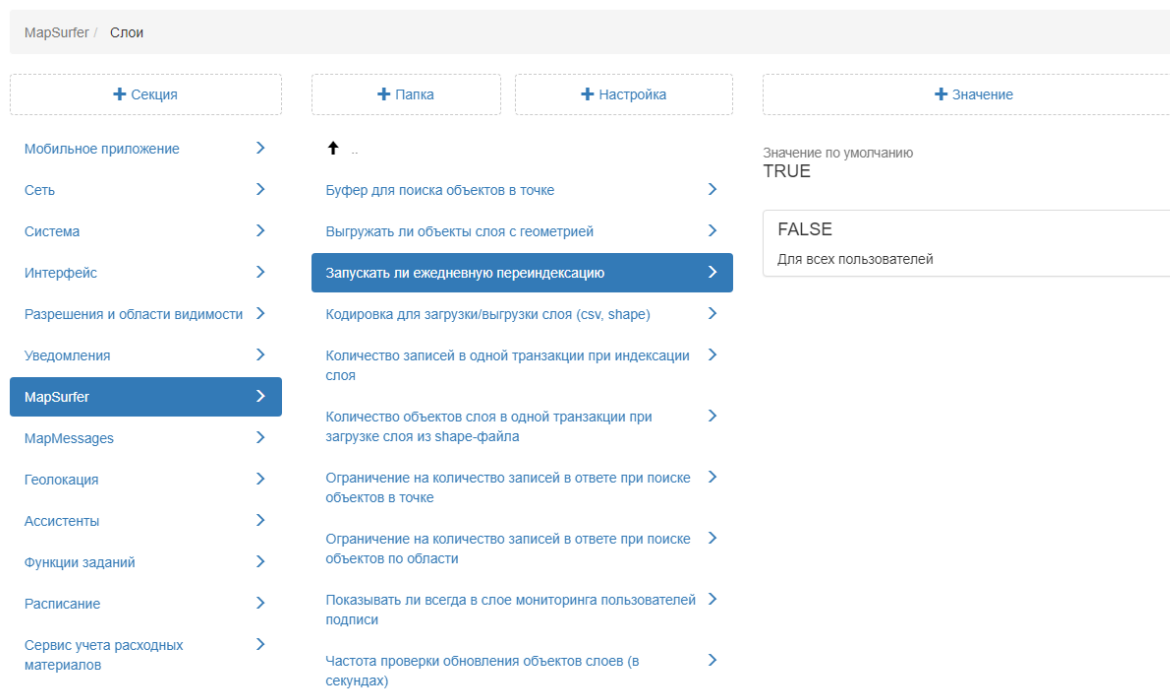 MapSurfer / Слои
+ Секция
+ Папка
+ Настройка
+ Значение
Мобильное приложение
Сеть
Система
Интерфейс
Разрешения и области видимости
Уведомления
MapSurfer
MapMessages
Геолокация
Ассистенты
Функции заданий
Расписание
Сервис учета расходных
материалов
..
Буфер для поиска объектов в точке
Выгружать ли объекты слоя с геометрией
Запускать ли ежедневную переиндексацию
Кодировка для загрузки/выгрузки слоя (csv, shape)
Количество записей в одной транзакции при индексации
слоя
Количество объектов слоя в одной транзакции при
загрузке слоя из shape-файла
Ограничение на количество записей в ответе при поиске
объектов в точке
Ограничение на количество записей в ответе при поиске
объектов по области
Показывать ли всегда в слое мониторинга пользователей
подписи
Частота проверки обновления объектов слоев (в
секундах)
Значение по умолчанию
TRUE
FALSE
Для всех пользователей